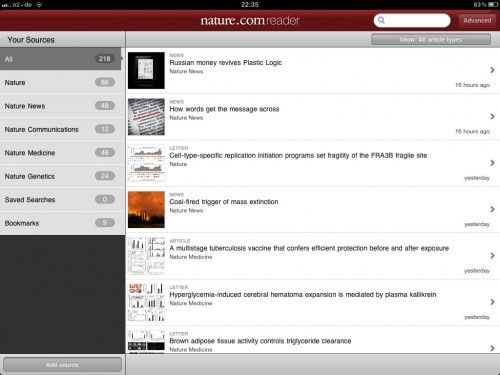 o2-de
22:35
63%
nature.com reader
Advanced
Your Sources
Show: All article types
All 218
Nature 86
Nature News 48
Nature Communications 12
Nature Medicine 48
Nature Genetics 24
Saved Searches 0
Bookmarks 9
Add source
NEWS
Russian money revives Plastic Logic
Nature News
16 hours ago
NEWS
How words get the message across
Nature News
16 hours ago
LETTER
Cell-type-specific replication initiation programs set fragility of the FRA3B fragile site
Nature
yesterday
NEWS
Coal-fired trigger of mass extinction
Nature News
yesterday
ARTICLE
A multistage tuberculosis vaccine that confers efficient protection before and after exposure
Nature Medicine
yesterday
LETTER
Hyperglycemia-induced cerebral hematoma expansion is mediated by plasma kallikrein
Nature Medicine
yesterday
LETTER
Brown adipose tissue activity controls triglyceride clearance
Nature Medicine